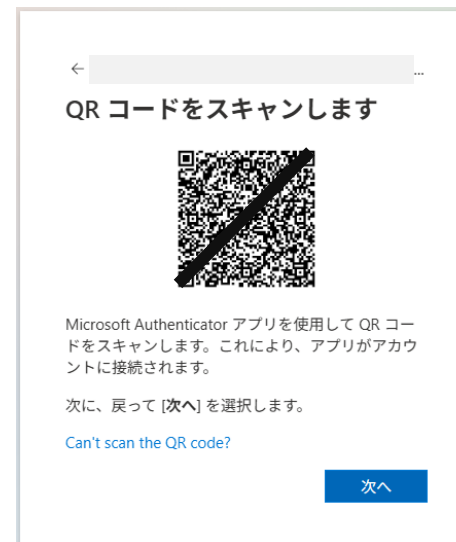 ←
...
QR コードをスキャンします
Microsoft Authenticator アプリを使用して QR コー
ドをスキャンします。これにより、アプリがアカウ
ントに接続されます。
次に、戻って [次へ] を選択します。
Can't scan the QR code?
次へ